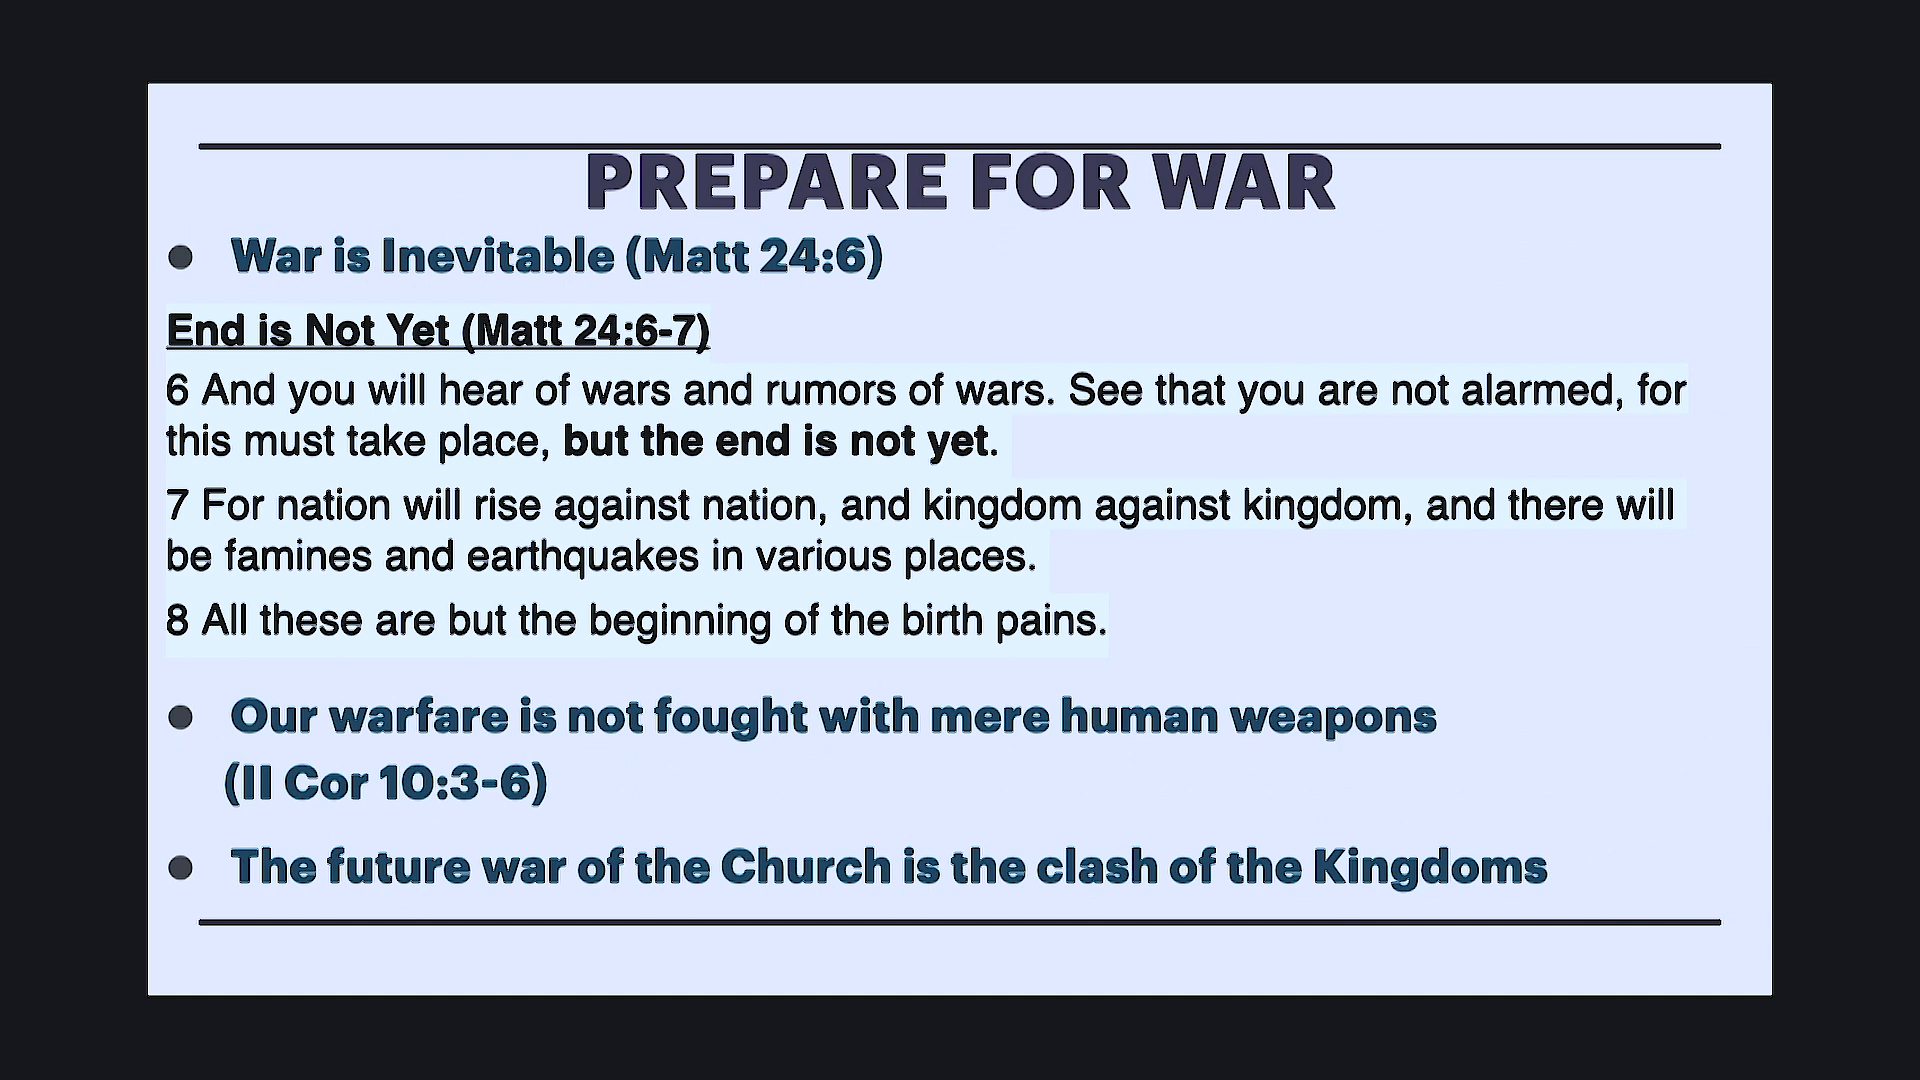 PREPARE FOR WAR
● War is Inevitable (Matt 24:6)
End is Not Yet (Matt 24:6-7)
6 And you will hear of wars and rumors of wars. See that you are not alarmed, for
this must take place, but the end is not yet.
7 For nation will rise against nation, and kingdom against kingdom, and there will
be famines and earthquakes in various places.
8 All these are but the beginning of the birth pains.
● Our warfare is not fought with mere human weapons
(II Cor 10:3-6)
● The future war of the Church is the clash of the Kingdoms